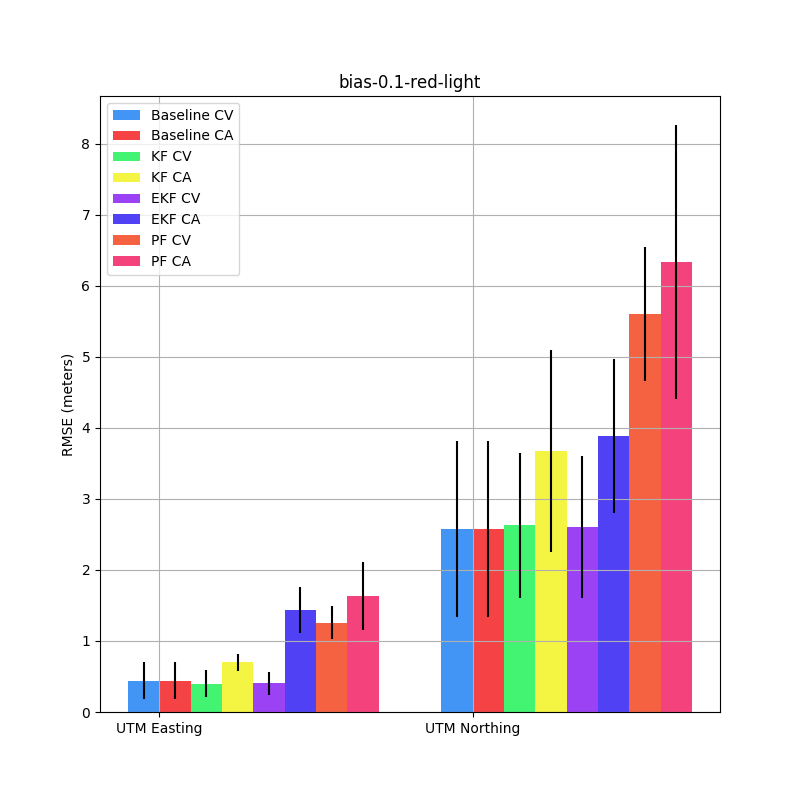 bias-0.1-red-light
Baseline CV
Baseline CA
KF CV
KF CA
EKF CV
EKF CA
PF CV
PF CA
RMSE (meters)
8
7
6
5
4
3
2
1
0
UTM Easting
UTM Northing